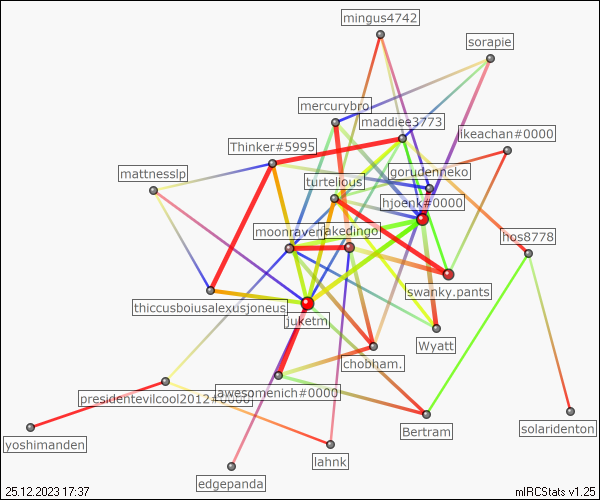 mingus4742
sorapie
mercurybro
maddiee3773
ikeachan#0000
Thinker#5995
mattnesslp
gorudenneko
turtelious
hjoenk#0000
moonraven
jakedingo
hos8778
swanky.pants
thiccusboiusalexusjoneus
juketm
Wyatt
chobham.
presidentevilcool2012#0000
awesomenich#0000
Bertram
solaridenton
yoshimanden
lahnk
edgepanda
25.12.2023 17:37
mIRCStats v1.25